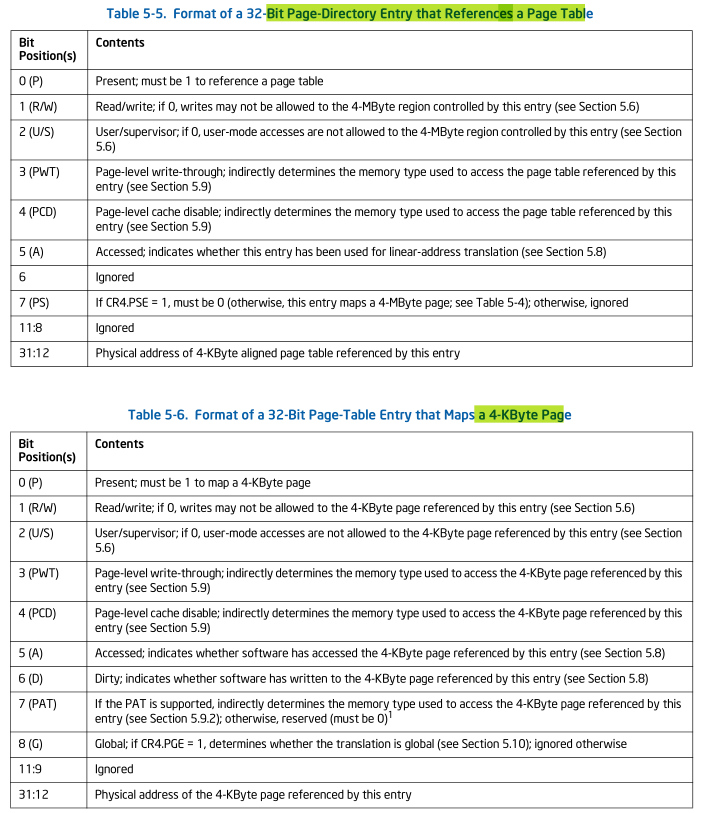 Table 5-5. Format of a 32-Bit Page-Directory Entry that References a Page Table
Bit
Position(s)
Contents
0 (P)
Present; must be 1 to reference a page table
1 (R/W)
Read/write; if 0, writes may not be allowed to the 4-MByte region controlled by this entry (see Section 5.6)
2 (U/S)
User/supervisor; if 0, user-mode accesses are not allowed to the 4-MByte region controlled by this entry (see Section
5.6)
3 (PWT)
Page-level write-through; indirectly determines the memory type used to access the page table referenced by this
entry (see Section 5.9)
4 (PCD)
Page-level cache disable; indirectly determines the memory type used to access the page table referenced by this
entry (see Section 5.9)
5 (A)
Accessed; indicates whether this entry has been used for linear-address translation (see Section 5.8)
6
Ignored
7 (PS)
If CR4.PSE = 1, must be 0 (otherwise, this entry maps a 4-MByte page; see Table 5-4); otherwise, ignored
11:8
Ignored
31:12
Physical address of 4-KByte aligned page table referenced by this entry
Table 5-6. Format of a 32-Bit Page-Table Entry that Maps a 4-KByte Page
Bit
Position(s)
Contents
0 (P)
Present; must be 1 to map a 4-KByte page
1 (R/W)
Read/write; if 0, writes may not be allowed to the 4-KByte page referenced by this entry (see Section 5.6)
2 (U/S)
User/supervisor; if 0, user-mode accesses are not allowed to the 4-KByte page referenced by this entry (see Section
5.6)
3 (PWT)
Page-level write-through; indirectly determines the memory type used to access the 4-KByte page referenced by this
entry (see Section 5.9)
4 (PCD)
Page-level cache disable; indirectly determines the memory type used to access the 4-KByte page referenced by this
entry (see Section 5.9)
5 (A)
Accessed; indicates whether software has accessed the 4-KByte page referenced by this entry (see Section 5.8)
6 (D)
Dirty; indicates whether software has written to the 4-KByte page referenced by this entry (see Section 5.8)
7 (PAT)
If the PAT is supported, indirectly determines the memory type used to access the 4-KByte page referenced by this
entry (see Section 5.9.2); otherwise, reserved (must be 0)1
8 (G)
Global; if CR4.PGE = 1, determines whether the translation is global (see Section 5.10); ignored otherwise
11:9
Ignored
31:12
Physical address of the 4-KByte page referenced by this entry